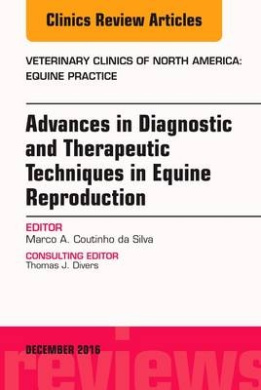 Clinics Review Articles
VETERINARY CLINICS OF NORTH AMERICA:
EQUINE PRACTICE
Advances in Diagnostic
and Therapeutic
Techniques in Equine
Reproduction
EDITOR
Marco A. Coutinho da Silva
CONSULTING EDITOR
Thomas J. Divers
DECEMBER 2016
reviews